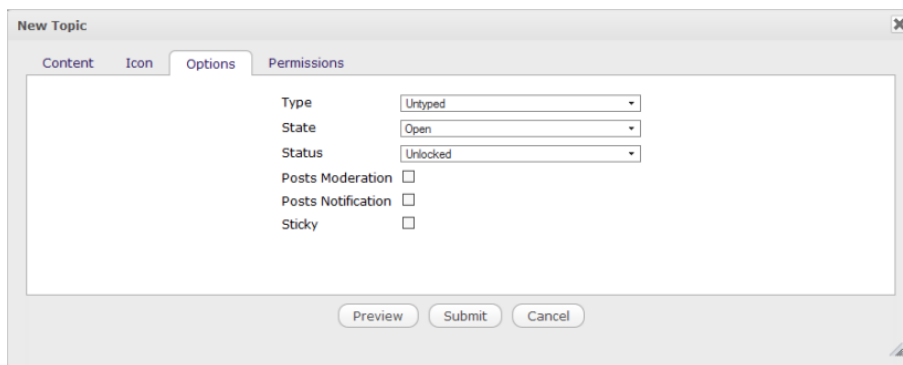 New Topic
Content Icon Options Permissions
Type Untyped
State Open
Status Unlocked
Posts Moderation
Posts Notification
Sticky
Preview Submit Cancel